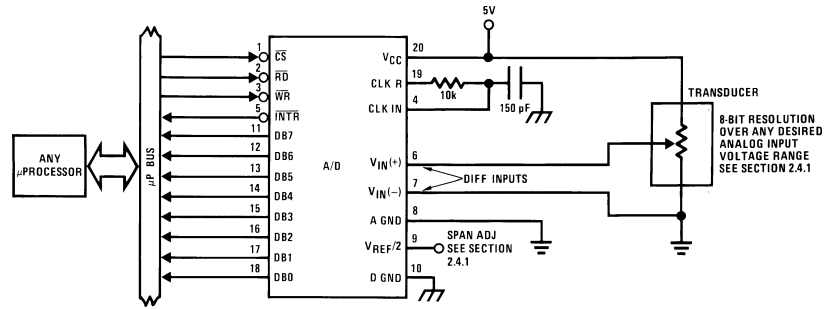 5V
1
CS
2
RD
3
WR
5
INTR
11
DB7
12
DB6
13
DB5
14
DB4
15
DB3
16
DB2
17
DB1
18
DB0
ANY
µPROCESSOR
µP BUS
A/D
VCC
20
CLK R
19
10k
CLK IN
4
150 pF
VIN(+)
6
DIFF INPUTS
VIN(−)
7
A GND
8
VREF/2
9
SPAN ADJ
SEE SECTION
2.4.1
D GND
10
TRANSDUCER
8-BIT RESOLUTION
OVER ANY DESIRED
ANALOG INPUT
VOLTAGE RANGE
SEE SECTION 2.4.1